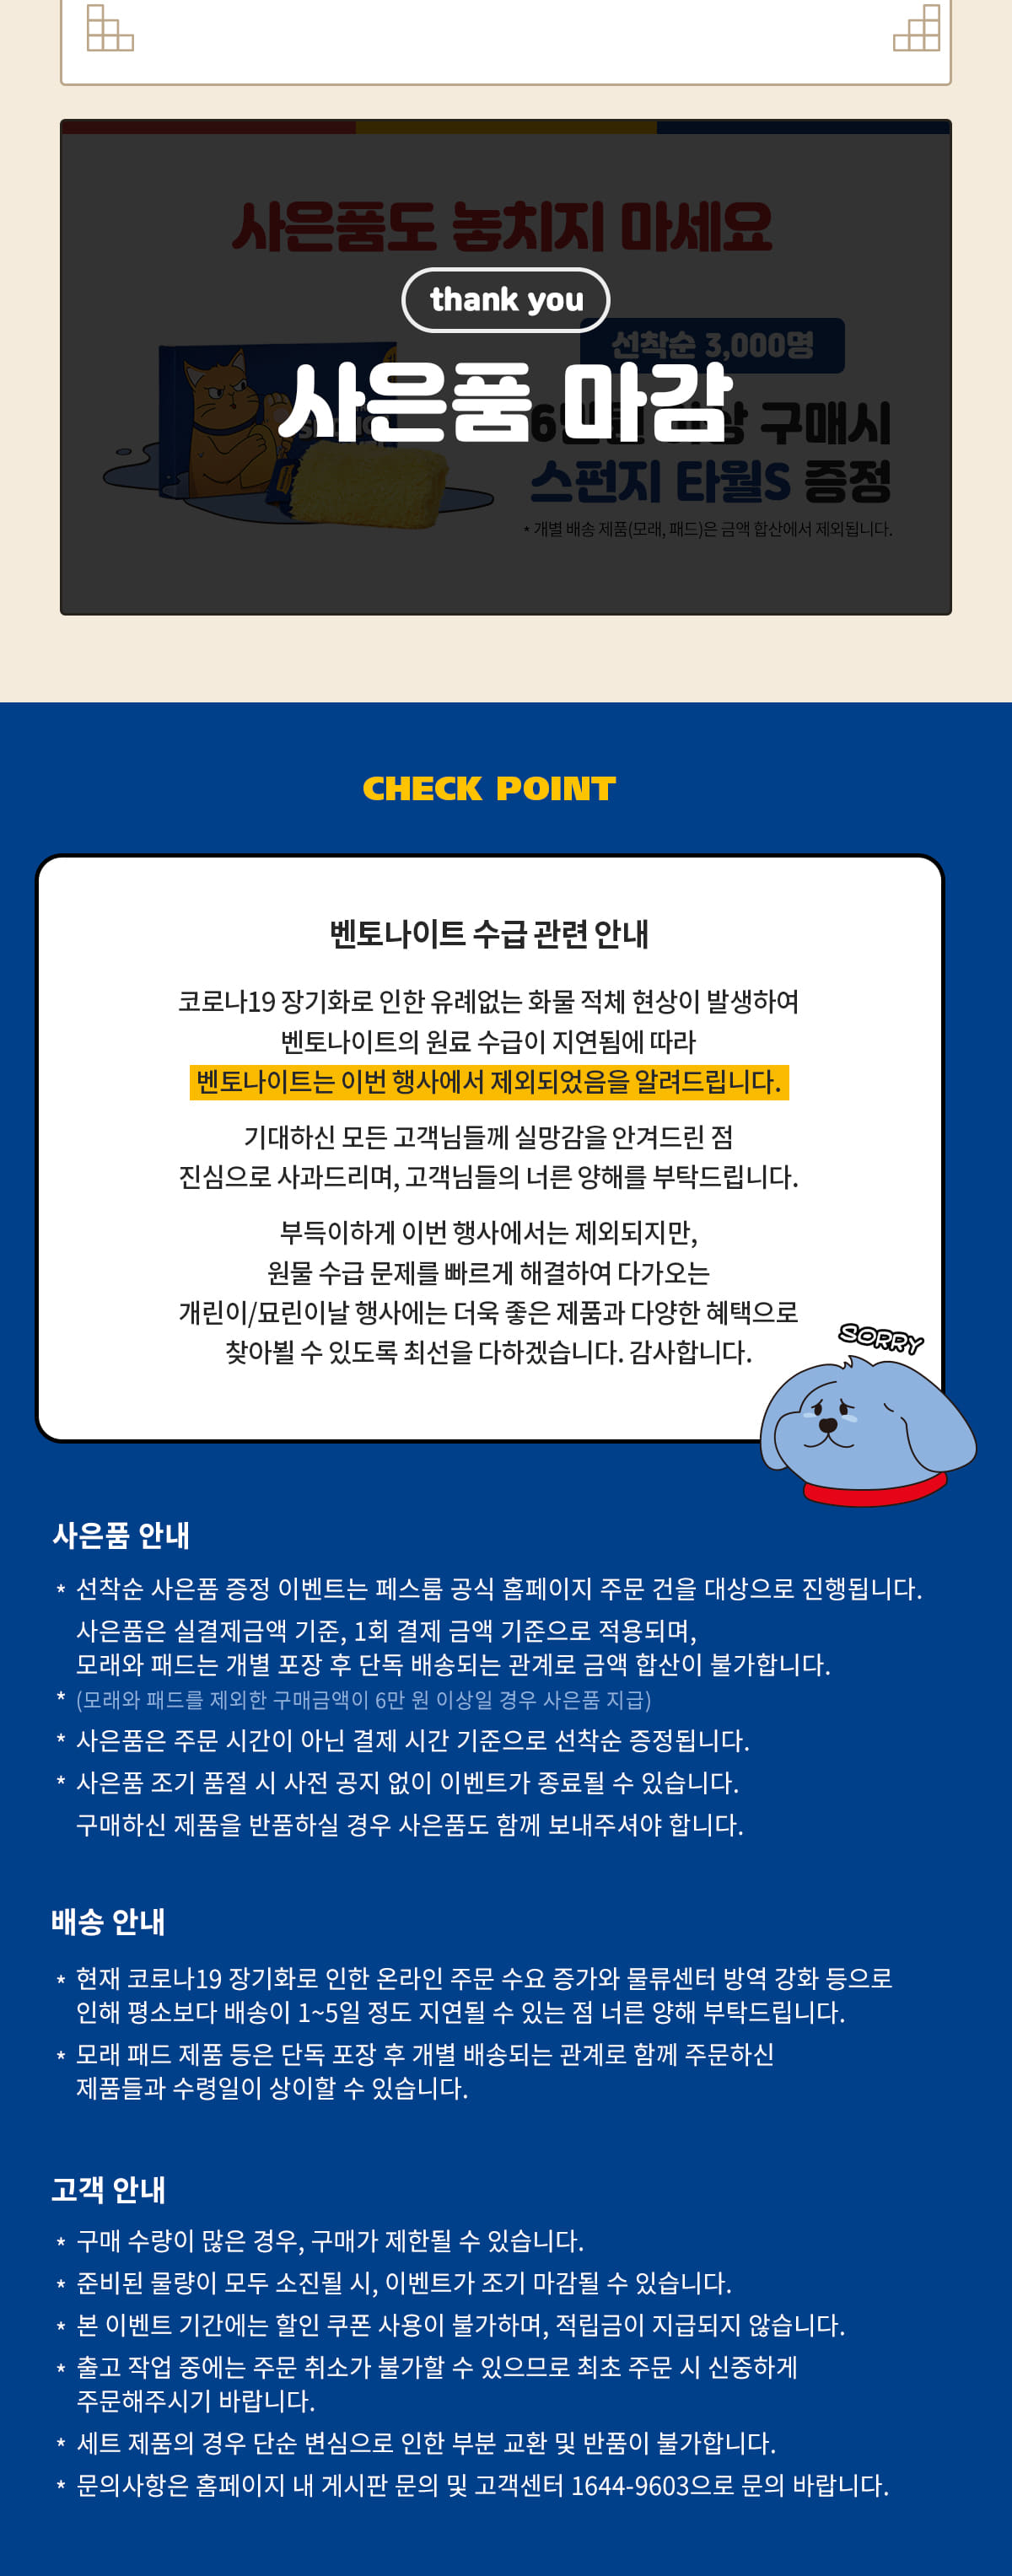 사은품도 놓치지 마세요
thank you
선착순 3,000명
사은품 마감
구매시
스펀지 타월S 증정
* 개별 배송 제품(모래, 패드)은 금액 합산에서 제외됩니다.
CHECK POINT
벤토나이트 수급 관련 안내
코로나19 장기화로 인한 유례없는 화물 적체 현상이 발생하여
벤토나이트의 원료 수급이 지연됨에 따라
벤토나이트는 이번 행사에서 제외되었음을 알려드립니다.
기대하신 모든 고객님들께 실망감을 안겨드린 점
진심으로 사과드리며, 고객님들의 너른 양해를 부탁드립니다.
부득이하게 이번 행사에서는 제외되지만,
원물 수급 문제를 빠르게 해결하여 다가오는
개린이/묘린이날 행사에는 더욱 좋은 제품과 다양한 혜택으로
찾아뵐 수 있도록 최선을 다하겠습니다. 감사합니다.
SORRY
사은품 안내
* 선착순 사은품 증정 이벤트는 페스룸 공식 홈페이지 주문 건을 대상으로 진행됩니다.
사은품은 실결제금액 기준, 1회 결제 금액 기준으로 적용되며,
모래와 패드는 개별 포장 후 단독 배송되는 관계로 금액 합산이 불가합니다.
* (모래와 패드를 제외한 구매금액이 6만 원 이상일 경우 사은품 지급)
* 사은품은 주문 시간이 아닌 결제 시간 기준으로 선착순 증정됩니다.
* 사은품 조기 품절 시 사전 공지 없이 이벤트가 종료될 수 있습니다.
구매하신 제품을 반품하실 경우 사은품도 함께 보내주셔야 합니다.
배송 안내
* 현재 코로나19 장기화로 인한 온라인 주문 수요 증가와 물류센터 방역 강화 등으로
인해 평소보다 배송이 1~5일 정도 지연될 수 있는 점 너른 양해 부탁드립니다.
* 모래 패드 제품 등은 단독 포장 후 개별 배송되는 관계로 함께 주문하신
제품들과 수령일이 상이할 수 있습니다.
고객 안내
* 구매 수량이 많은 경우, 구매가 제한될 수 있습니다.
* 준비된 물량이 모두 소진될 시, 이벤트가 조기 마감될 수 있습니다.
* 본 이벤트 기간에는 할인 쿠폰 사용이 불가하며, 적립금이 지급되지 않습니다.
* 출고 작업 중에는 주문 취소가 불가할 수 있으므로 최초 주문 시 신중하게
주문해주시기 바랍니다.
* 세트 제품의 경우 단순 변심으로 인한 부분 교환 및 반품이 불가합니다.
* 문의사항은 홈페이지 내 게시판 문의 및 고객센터 1644-9603으로 문의 바랍니다.